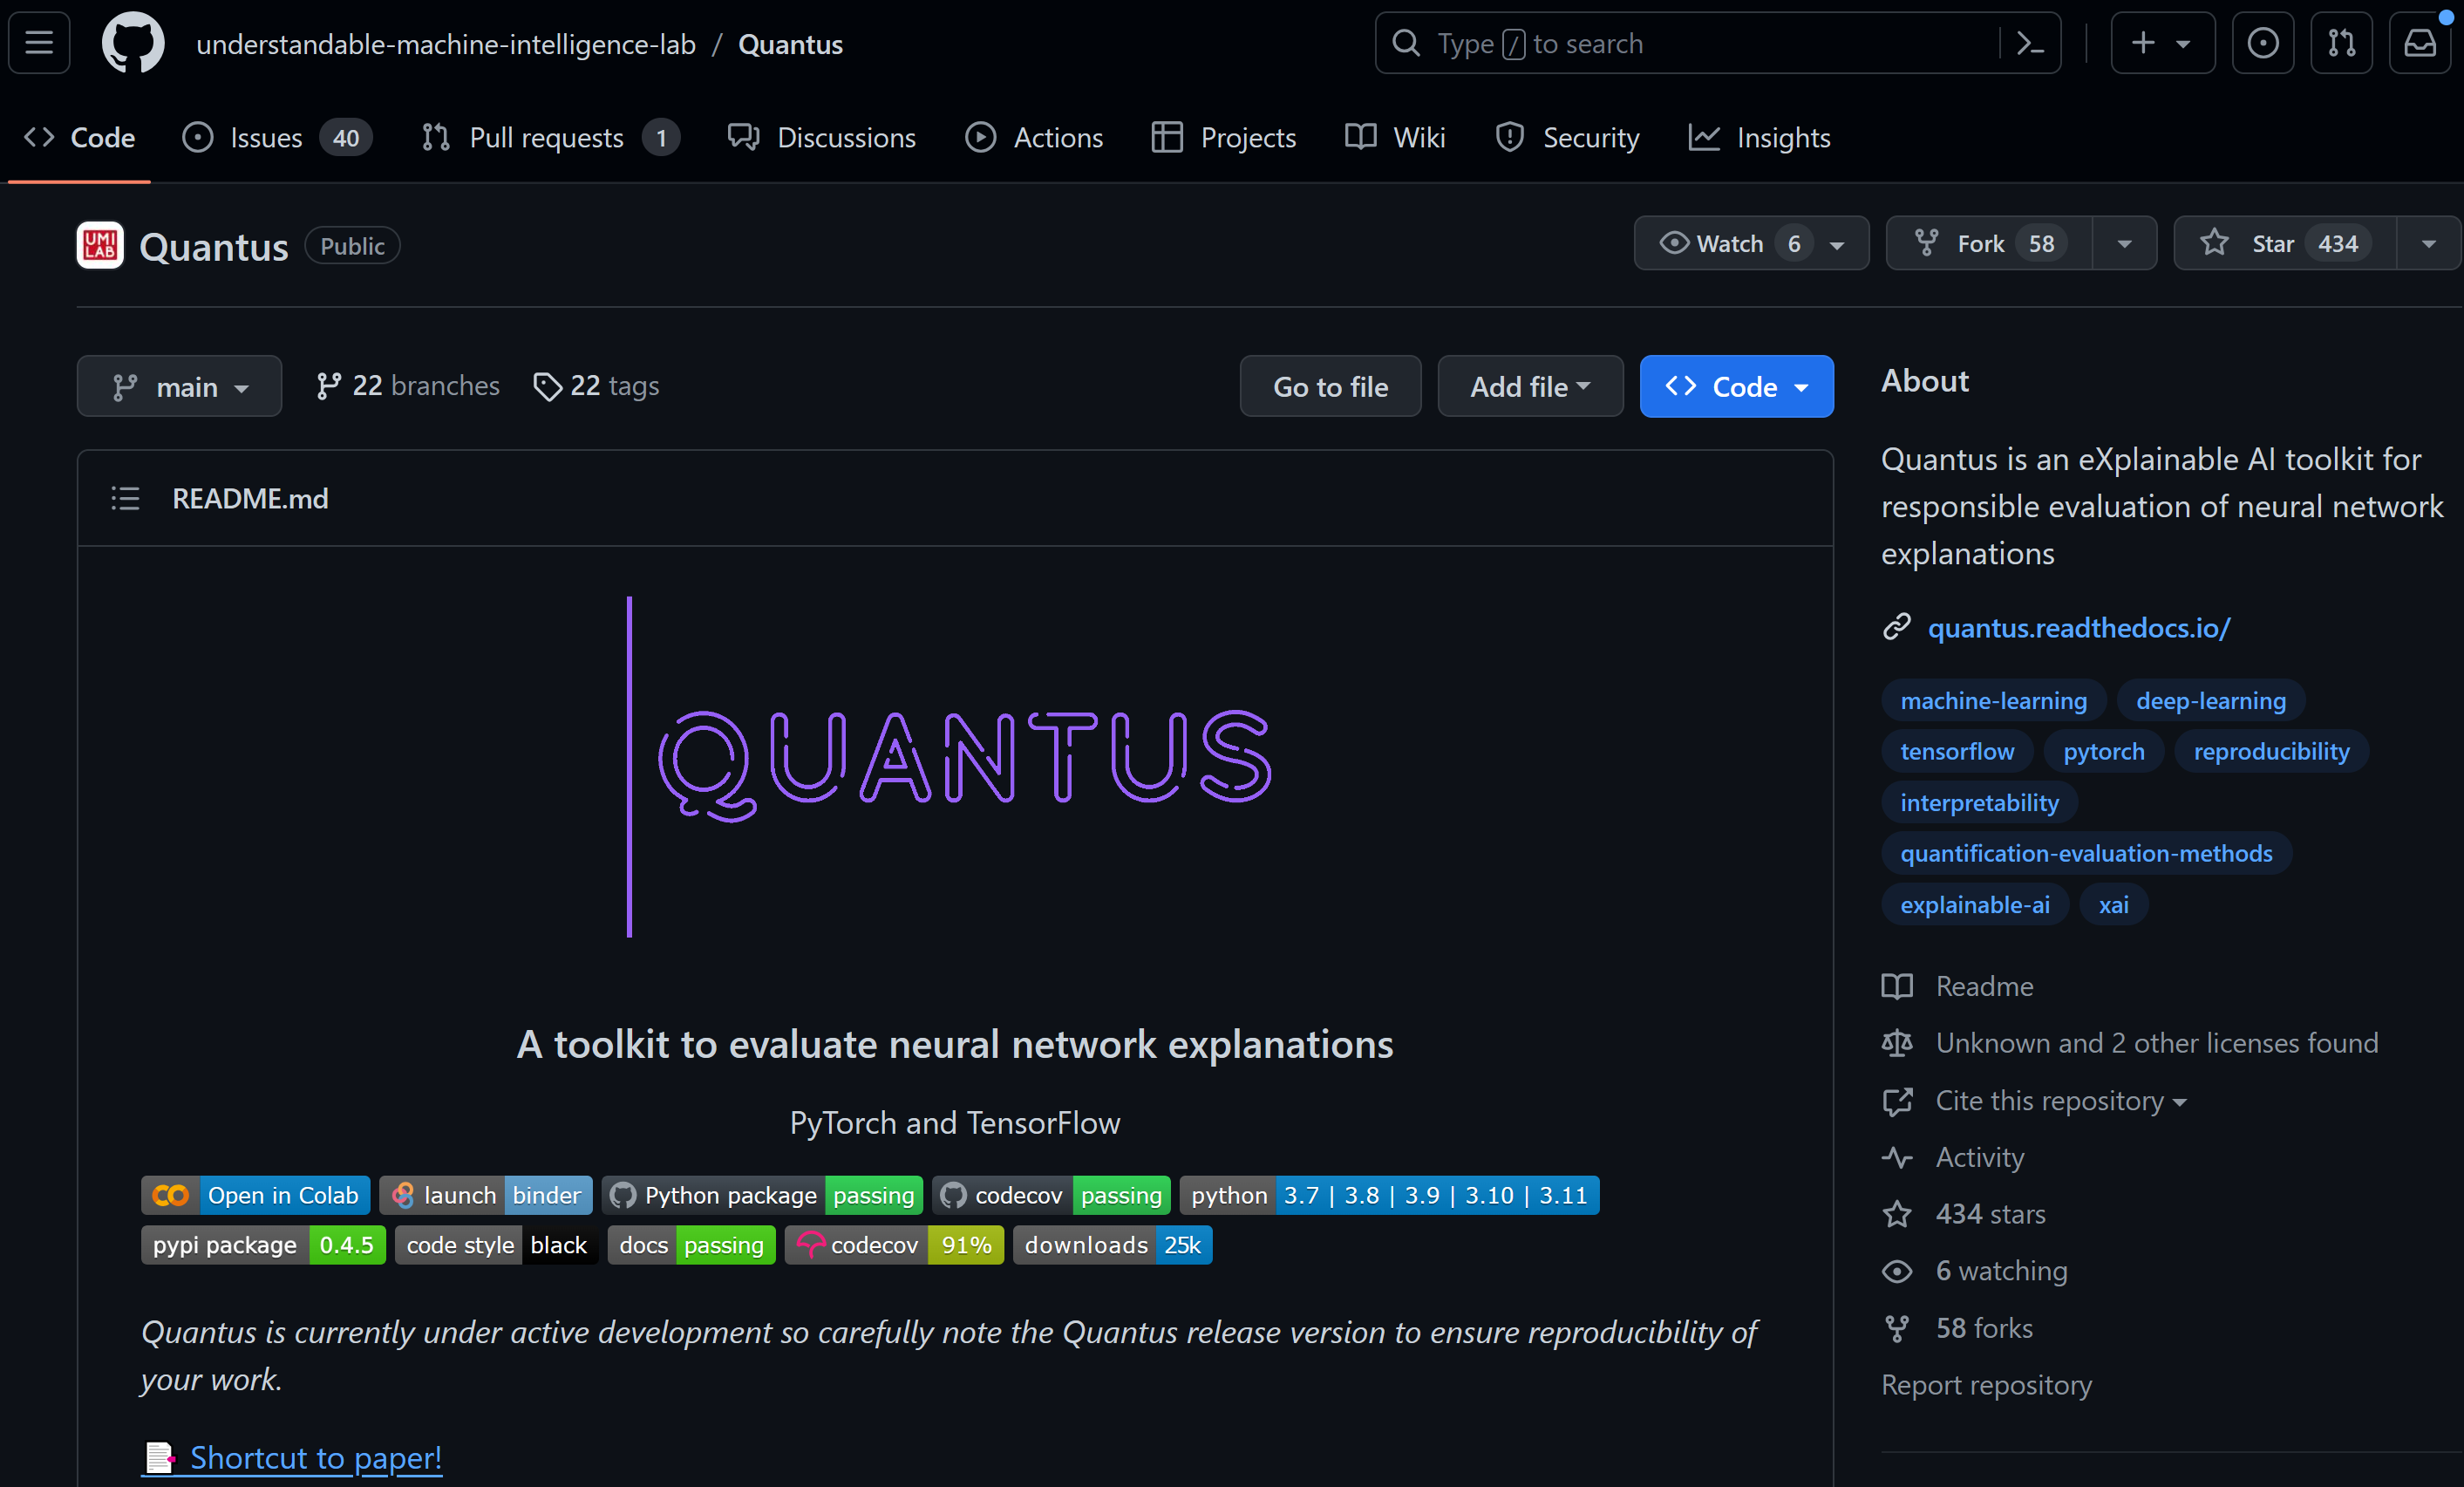 understandable-machine-intelligence-lab / Quantus
Type / to search
Code
Issues 40
Pull requests 1
Discussions
Actions
Projects
Wiki
Security
Insights
UMI LAB
Quantus Public
Watch 6
Fork 58
Star 434
main
22 branches
22 tags
Go to file
Add file
Code
README.md
QUANTUS
A toolkit to evaluate neural network explanations
PyTorch and TensorFlow
Open in Colab launch binder Python package passing codecov passing python 3.7 | 3.8 | 3.9 | 3.10 | 3.11
pypi package 0.4.5 code style black docs passing codecov 91% downloads 25k
Quantus is currently under active development so carefully note the Quantus release version to ensure reproducibility of
your work.
Shortcut to paper!
About
Quantus is an eXplainable AI toolkit for
responsible evaluation of neural network
explanations
quantus.readthedocs.io/
machine-learning deep-learning
tensorflow pytorch reproducibility
interpretability
quantification-evaluation-methods
explainable-ai xai
Readme
Unknown and 2 other licenses found
Cite this repository
Activity
434 stars
6 watching
58 forks
Report repository